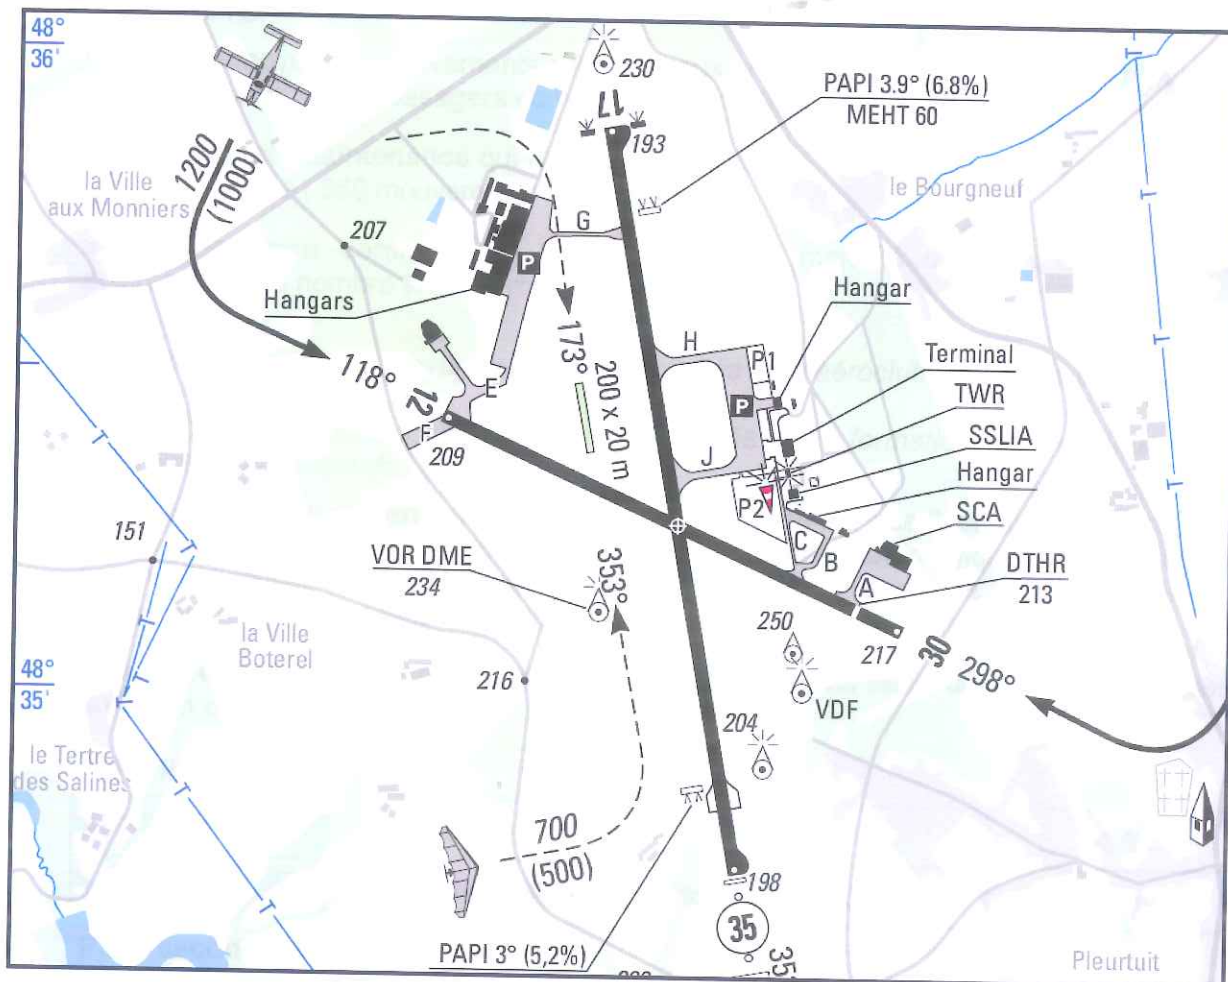 48°
36'
230
17
193
PAPI 3.9° (6.8%)
MEHT 60
1200
(1000)
la Ville
aux Monniers
le Bourgneuf
207
G
P
Hangars
Hangar
H
P1
173°
200 x 20 m
Terminal
118°
12
E
P
TWR
F
209
SSLIA
J
Hangar
P2
SCA
151
C
B
VOR DME
234
353°
DTHR
213
A
la Ville
Boterel
250
217
30
298°
48°
35'
216
VDF
204
le Tertre
des Salines
700
(500)
198
35
PAPI 3° (5,2%)
Pleurtuit